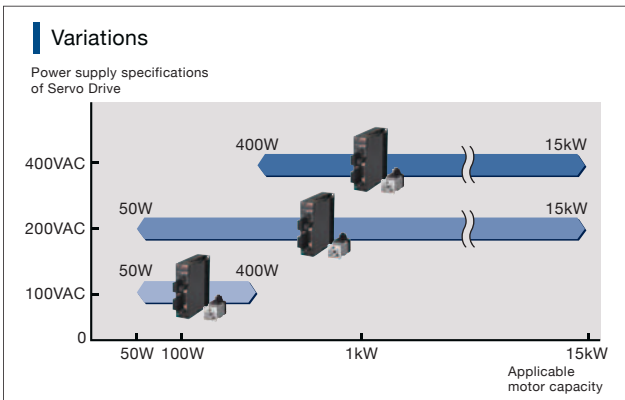 Variations
Power supply specifications
of Servo Drive
400W
15kW
400VAC
50W
15kW
200VAC
50W
400W
100VAC
0
50W 100W
1kW
15kW
Applicable
motor capacity